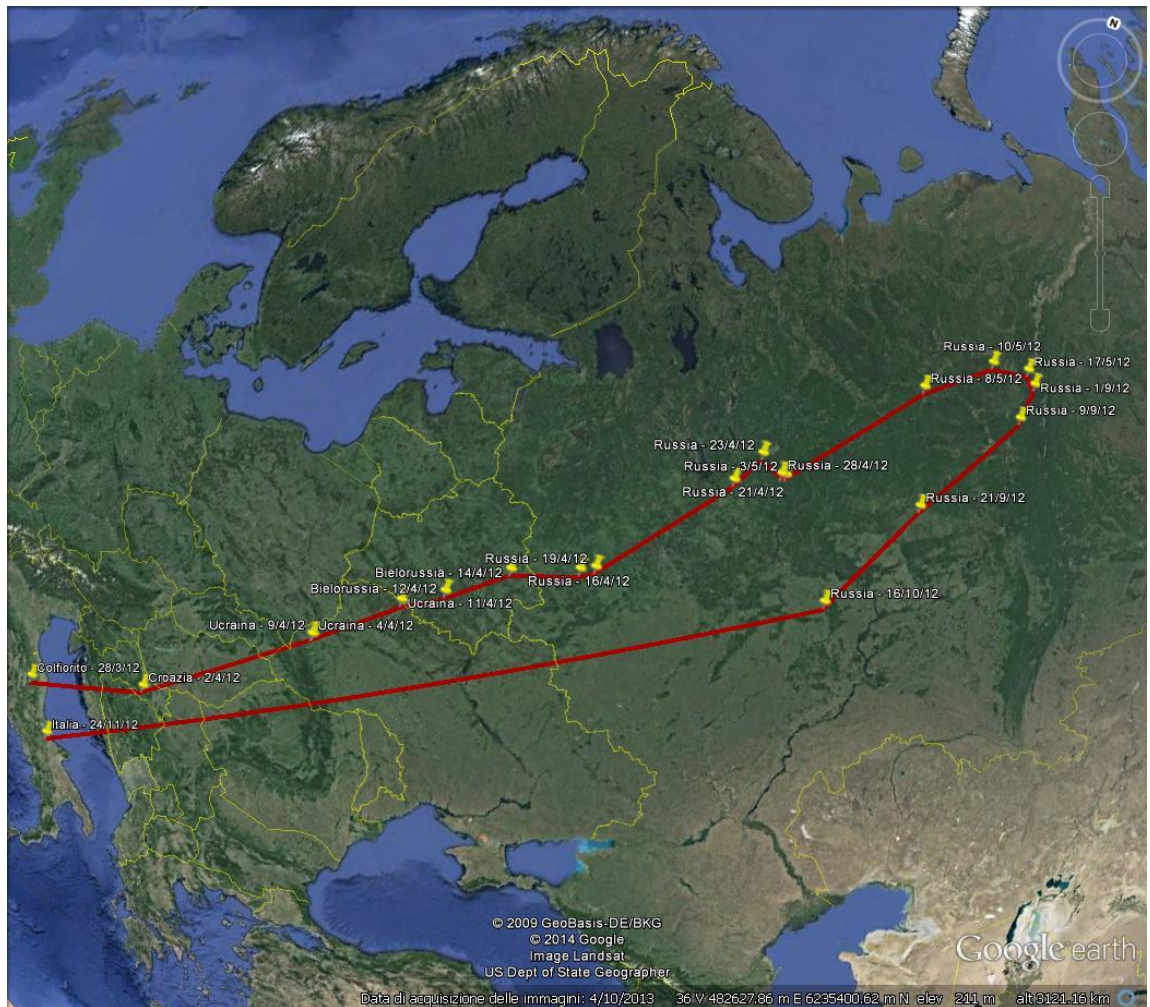 N
Russia - 10/5/12
Russia - 17/5/12
Russia - 8/5/12
Russia - 1/9/12
Russia - 9/9/12
Russia - 23/4/12
Russia - 3/5/12
Russia - 28/4/12
Russia - 21/4/12
Russia - 21/9/12
Russia - 19/4/12
Bielorussia - 14/4/12
Russia - 16/4/12
Bielorussia - 12/4/12
Ucraina - 11/4/12
Russia - 16/10/12
Ucraina - 9/4/12
Ucraina - 4/4/12
Colfiorito - 28/3/12
Croazia - 2/4/12
Italia - 24/11/12
© 2009 GeoBasis-DE/BKG
© 2014 Google
Image Landsat
US Dept of State Geographer
Google earth
Data di acquisizione delle immagini: 4/10/2013 36 V 482627.86 m E 6235400.62 m N elev 211 m alt 3121.16 km